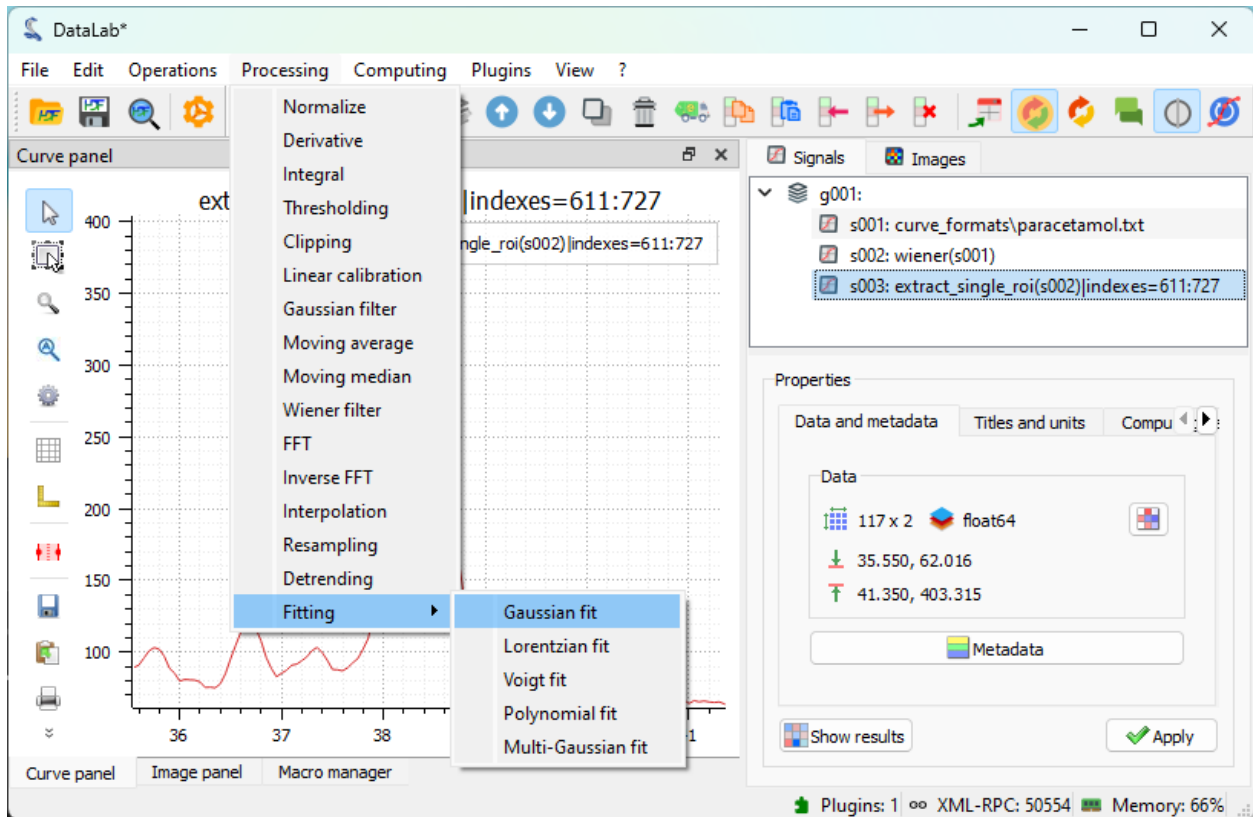 DataLab*
File Edit Operations Processing Computing Plugins View ?
Curve panel
ext
|indexes=611:727
ngle_roi(s002)|indexes=611:727
400
350
300
250
200
150
100
36 37 38
-1
Normalize
Derivative
Integral
Thresholding
Clipping
Linear calibration
Gaussian filter
Moving average
Moving median
Wiener filter
FFT
Inverse FFT
Interpolation
Resampling
Detrending
Fitting
Gaussian fit
Lorentzian fit
Voigt fit
Polynomial fit
Multi-Gaussian fit
Curve panel Image panel Macro manager
Signals Images
g001:
s001: curve_formats\paracetamol.txt
s002: wiener(s001)
s003: extract_single_roi(s002)|indexes=611:727
Properties
Data and metadata Titles and units Compu
Data
117 x 2 float64
35.550, 62.016
41.350, 403.315
Metadata
Show results Apply
Plugins: 1 XML-RPC: 50554 Memory: 66%